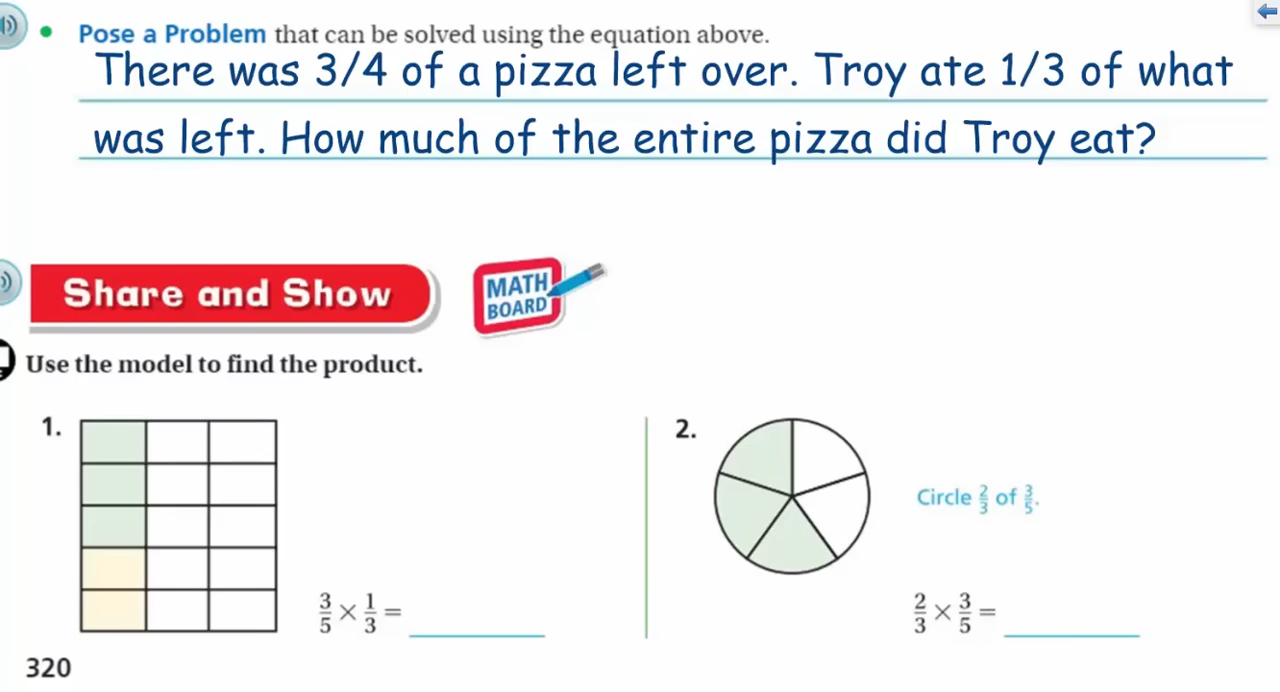 Pose a Problem that can be solved using the equation above.
There was 3/4 of a pizza left over. Troy ate 1/3 of what
was left. How much of the entire pizza did Troy eat?
Share and Show
MATH
BOARD
Use the model to find the product.
1.
3/5 × 1/3 = ________
2.
Circle 2/3 of 3/5.
2/3 × 3/5 = ________
320